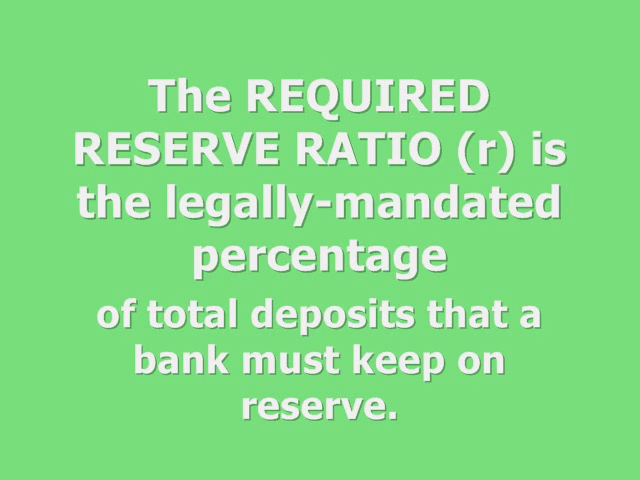 The REQUIRED
RESERVE RATIO (r) is
the legally-mandated
percentage
of total deposits that a
bank must keep on
reserve.